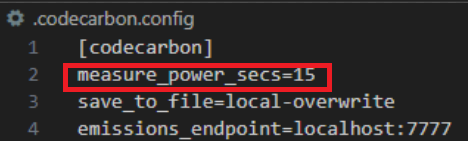 .codecarbon.config
1 [codecarbon]
2 measure_power_secs=15
3 save_to_file=local-overwrite
4 emissions_endpoint=localhost:7777